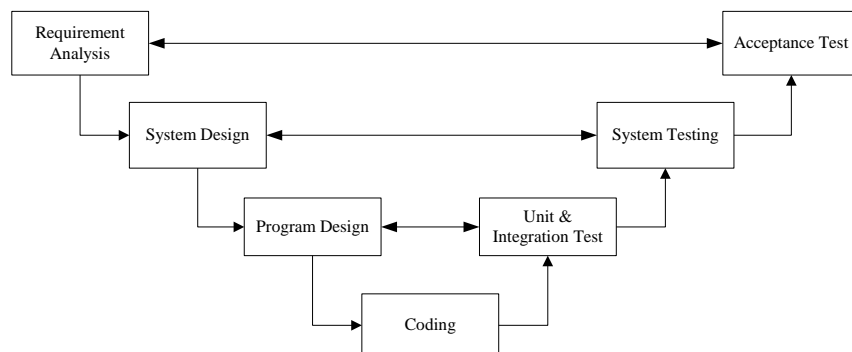 Requirement
Analysis
Acceptance Test
System Design
System Testing
Program Design
Unit &
Integration Test
Coding